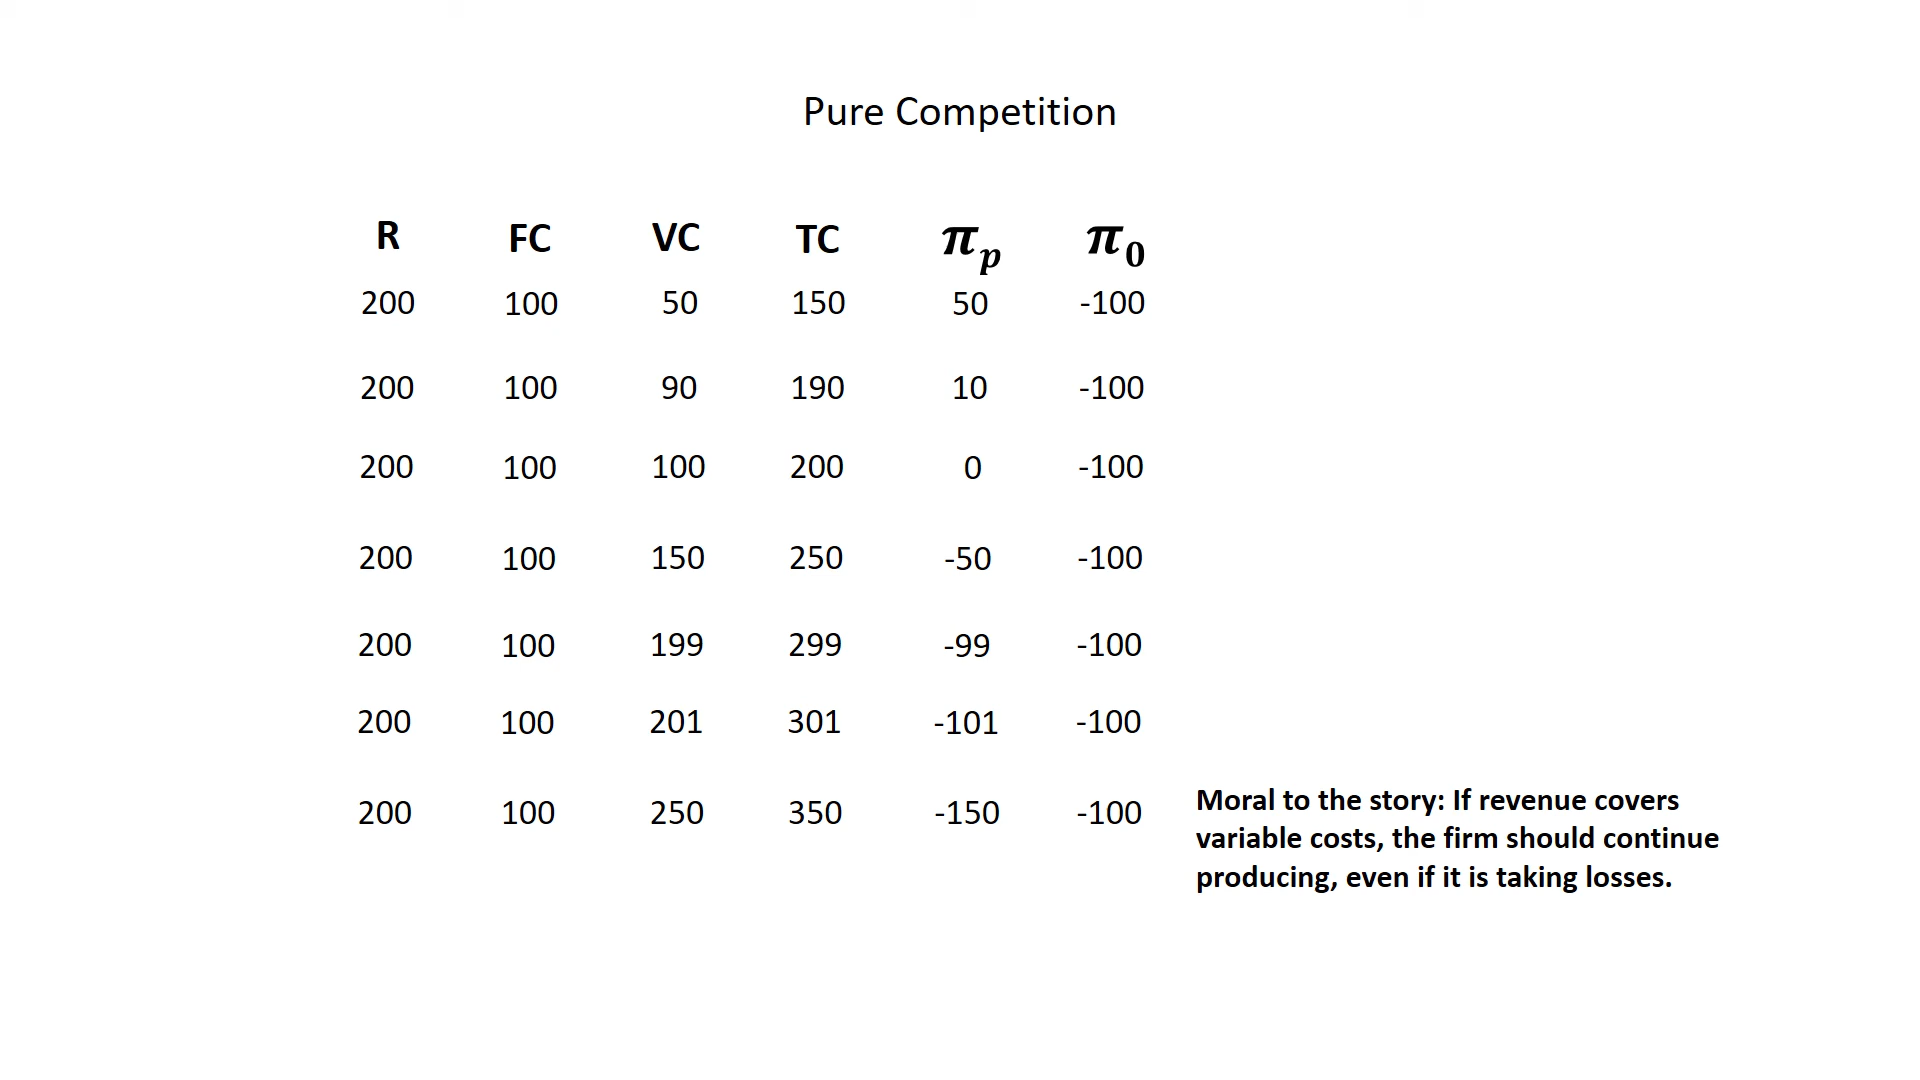 Pure Competition
R FC VC TC π_p π_0
200 100 50 150 50 -100
200 100 90 190 10 -100
200 100 100 200 0 -100
200 100 150 250 -50 -100
200 100 199 299 -99 -100
200 100 201 301 -101 -100
200 100 250 350 -150 -100
Moral to the story: If revenue covers
variable costs, the firm should continue
producing, even if it is taking losses.